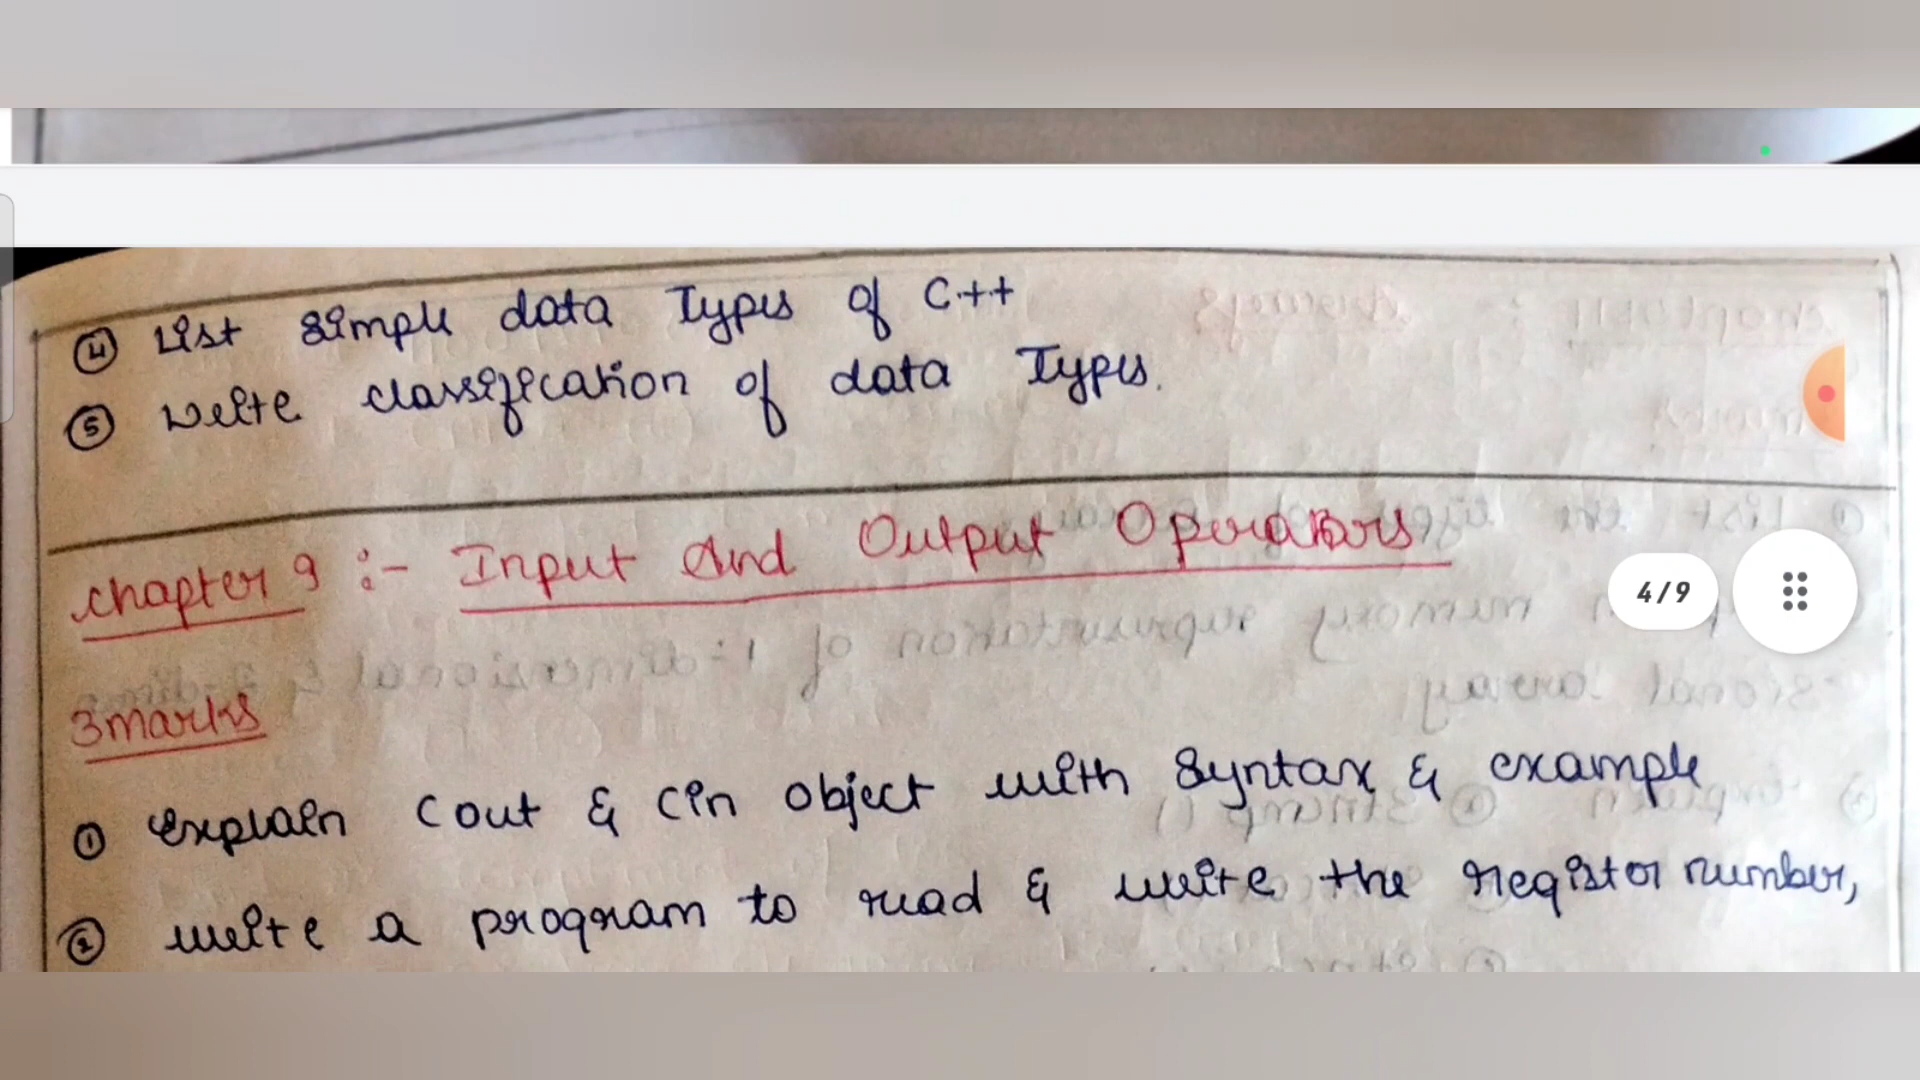 ④ List simple data Types of C++
⑤ write classification of data Types.
chapter 9 :- Input And Output Operators
3marks
① explain cout & cin object with syntax & example
② write a program to read & write the register number,
4/9